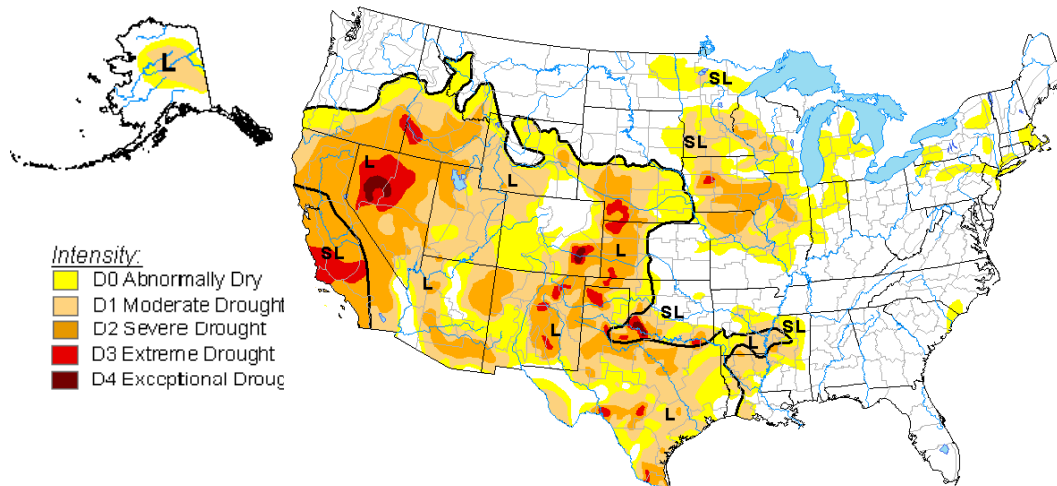 L
SL
SL
L
L
Intensity:
SL
L
D0 Abnormally Dry
L
D1 Moderate Drought
SL
SL
D2 Severe Drought
L
L
D3 Extreme Drought
D4 Exceptional Droug
L